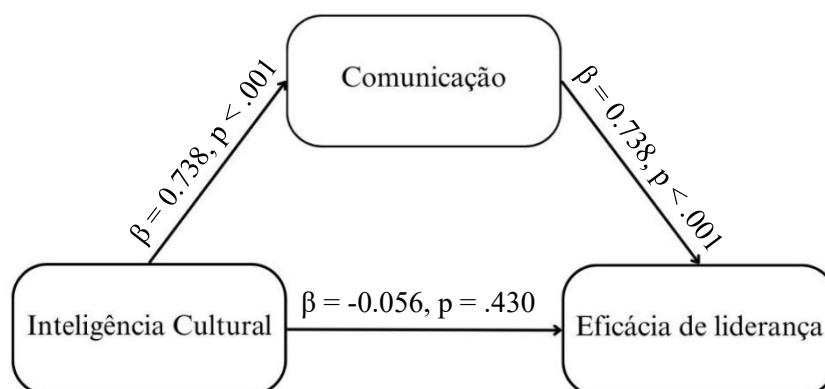 Comunicação
β = 0.738, p < .001
β = 0.738, p < .001
Inteligência Cultural
β = -0.056, p = .430
Eficácia de liderança